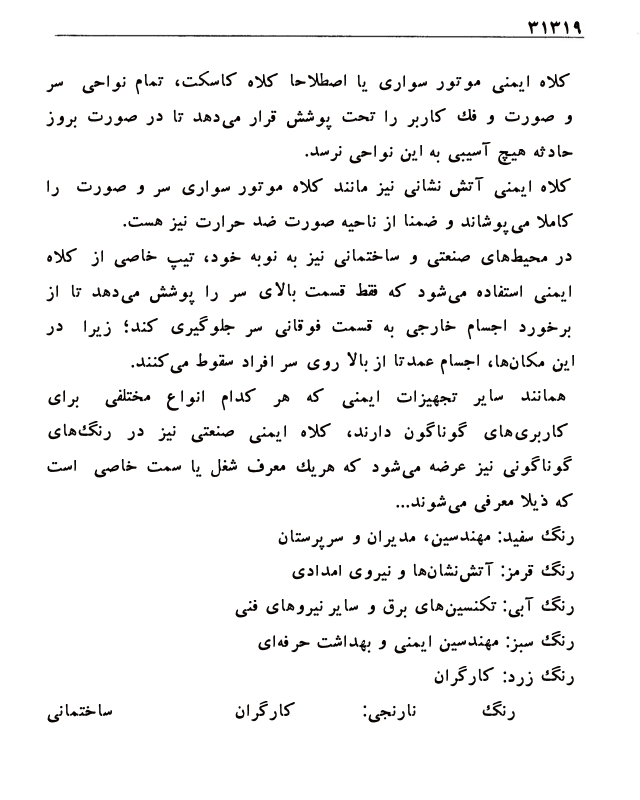 ۳۱۳۱۹
کلاه ایمنی موتور سواری یا اصطلاحا کلاه کاسکت، تمام نواحی سر
و صورت و فك کاربر را تحت پوشش قرار می‌دهد تا در صورت بروز
حادثه هیچ آسیبی به این نواحی نرسد.
کلاه ایمنی آتش نشانی نیز مانند کلاه موتور سواری سر و صورت را
کاملا می‌پوشاند و ضمنا از ناحیه صورت ضد حرارت نیز هست.
در محیط‌های صنعتی و ساختمانی نیز به نوبه خود، تیپ خاصی از کلاه
ایمنی استفاده می‌شود که فقط قسمت بالای سر را پوشش می‌دهد تا از
برخورد اجسام خارجی به قسمت فوقانی سر جلوگیری کند؛ زیرا در
این مکان‌ها، اجسام عمدتا از بالا روی سر افراد سقوط می‌کنند.
همانند سایر تجهیزات ایمنی که هر کدام انواع مختلفی برای
کاربری‌های گوناگون دارند، کلاه ایمنی صنعتی نیز در رنگ‌های
گوناگونی نیز عرضه می‌شود که هریك معرف شغل یا سمت خاصی است
که ذیلا معرفی می‌شوند...
رنگ سفید: مهندسین، مدیران و سرپرستان
رنگ قرمز: آتش‌نشان‌ها و نیروی امدادی
رنگ آبی: تکنسین‌های برق و سایر نیروهای فنی
رنگ سبز: مهندسین ایمنی و بهداشت حرفه‌ای
رنگ زرد: کارگران
رنگ نارنجی: کارگران ساختمانی